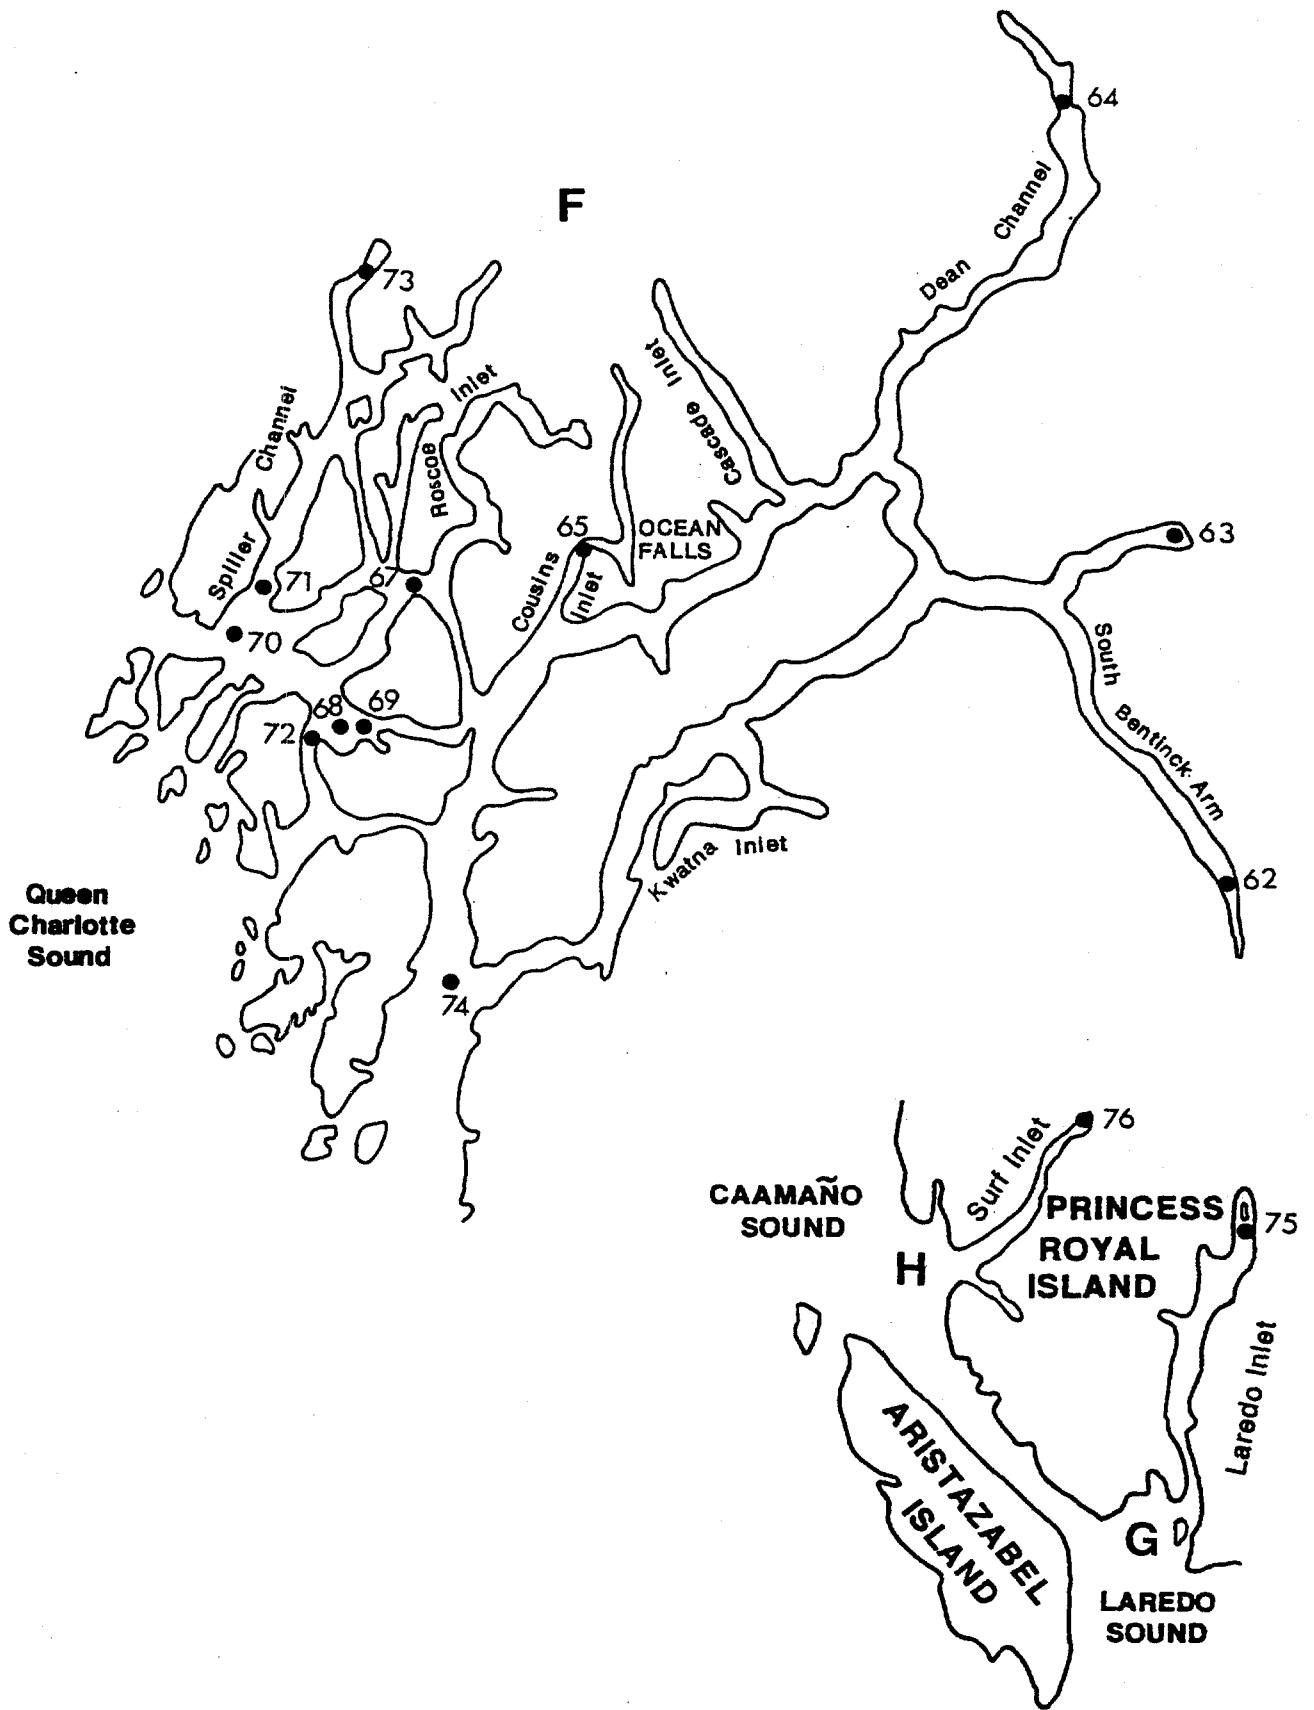 64
F
Dean Channel
73
Cascade Inlet
Roscoe Inlet
Spiller Channel
65
OCEAN
FALLS
63
Cousins Inlet
71
67
70
South Bentinck Arm
68
69
72
Kwatna Inlet
62
Queen
Charlotte
Sound
74
76
Surf Inlet
CAAMAÑO
SOUND
PRINCESS
ROYAL
ISLAND
75
H
Laredo Inlet
ARISTAZABEL
ISLAND
G
LAREDO
SOUND